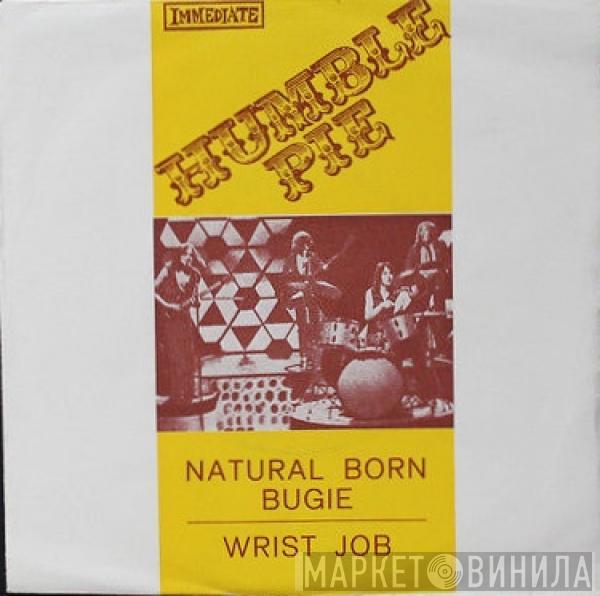 IMMEDIATE
HUMBLE
PIE
NATURAL BORN
BUGIE
WRIST JOB
МАРКЕТ ВИНИЛА